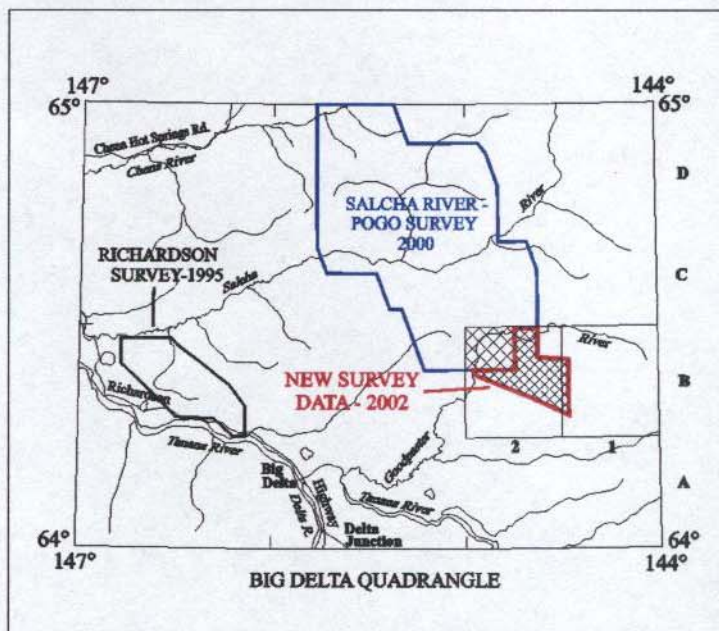 147°
144°
65°
65°
Chena Hot Springs Rd.
Chena River
D
SALCHA RIVER -
POGO SURVEY
2000
River
RICHARDSON
SURVEY-1995
Salcha
C
River
NEW SURVEY
DATA - 2002
B
Richardson
Tanana River
2
1
Goodpaster
Big
Delta
Highway
Delta R.
Tanana River
A
Delta
Junction
64°
64°
147°
144°
BIG DELTA QUADRANGLE